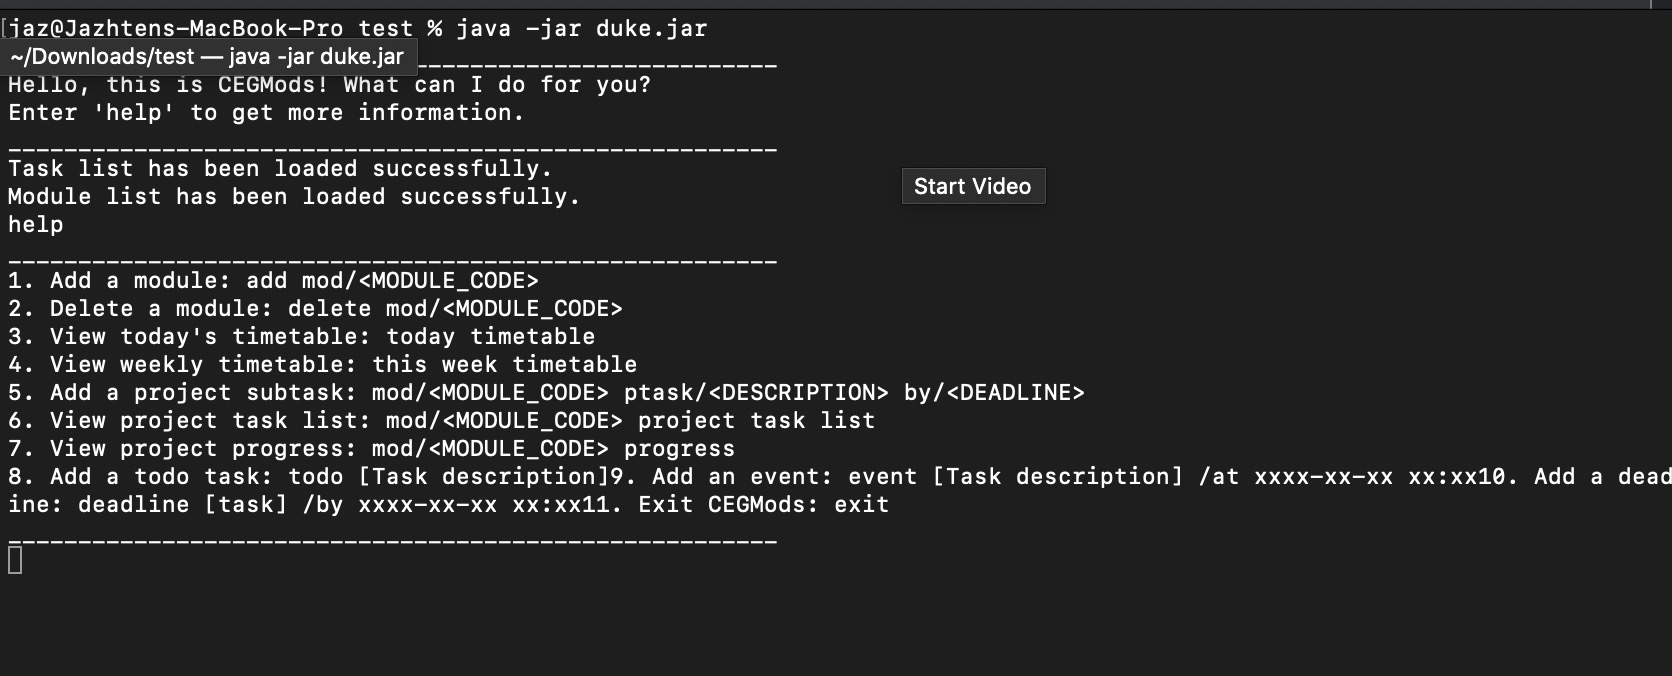 jaz@Jazhtens-MacBook-Pro test % java -jar duke.jar
~/Downloads/test — java -jar duke.jar
Hello, this is CEGMods! What can I do for you?
Enter 'help' to get more information.
Task list has been loaded successfully.
Start Video
Module list has been loaded successfully.
help
1. Add a module: add mod/<MODULE_CODE>
2. Delete a module: delete mod/<MODULE_CODE>
3. View today's timetable: today timetable
4. View weekly timetable: this week timetable
5. Add a project subtask: mod/<MODULE_CODE> ptask/<DESCRIPTION> by/<DEADLINE>
6. View project task list: mod/<MODULE_CODE> project task list
7. View project progress: mod/<MODULE_CODE> progress
8. Add a todo task: todo [Task description]9. Add an event: event [Task description] /at xxxx-xx-xx xx:xx10. Add a dead
ine: deadline [task] /by xxxx-xx-xx xx:xx11. Exit CEGMods: exit